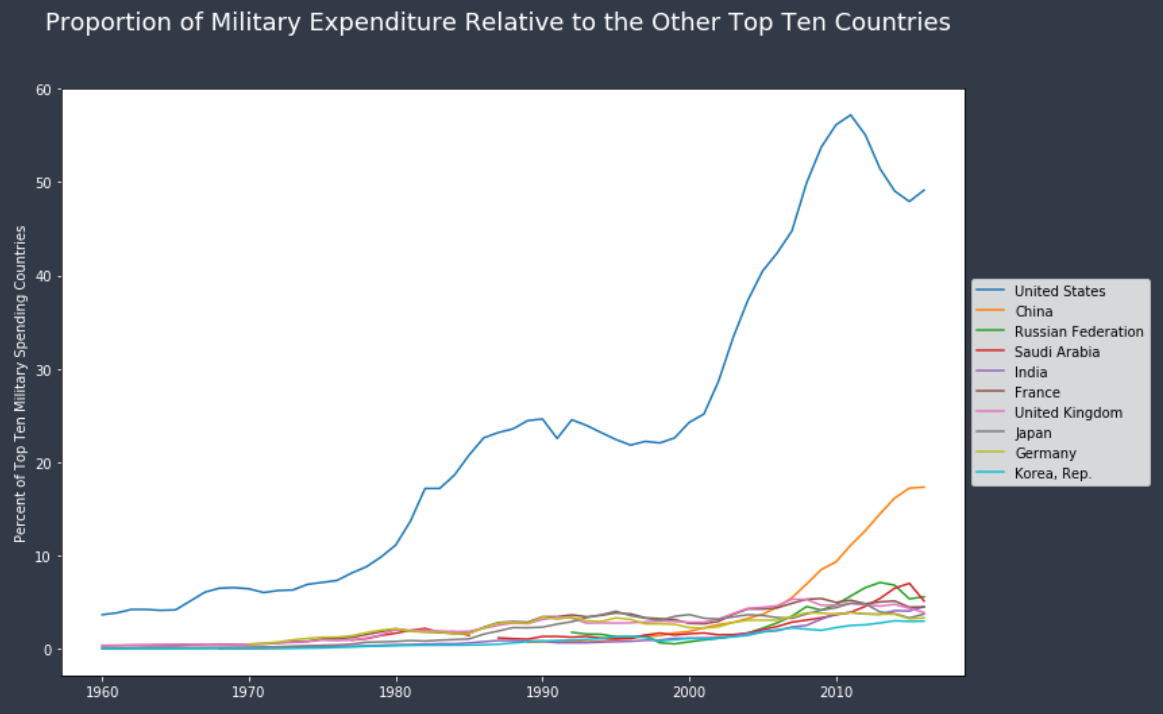 Proportion of Military Expenditure Relative to the Other Top Ten Countries
Percent of Top Ten Military Spending Countries
60
50
40
30
20
10
0
1960
1970
1980
1990
2000
2010
United States
China
Russian Federation
Saudi Arabia
India
France
United Kingdom
Japan
Germany
Korea, Rep.